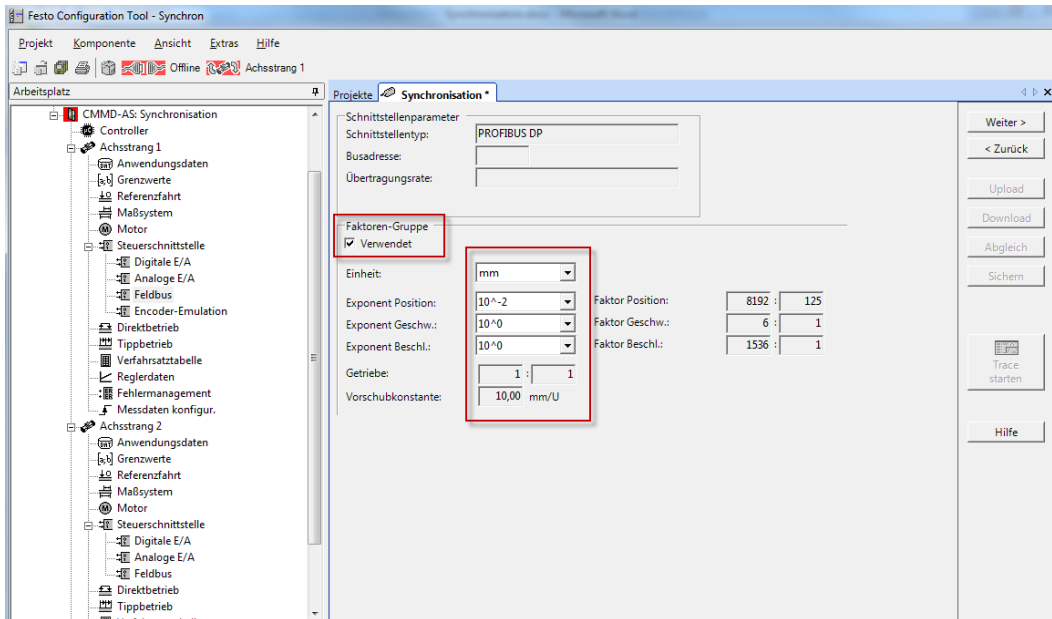 Festo Configuration Tool - Synchron
Projekt Komponente Ansicht Extras Hilfe
Offline Achsstrang 1
Arbeitsplatz
CMMD-AS: Synchronisation
Controller
Achsstrang 1
Anwendungsdaten
Grenzwerte
Referenzfahrt
Maßsystem
Motor
Steuerschnittstelle
Digitale E/A
Analoge E/A
Feldbus
Encoder-Emulation
Direktbetrieb
Tippbetrieb
Verfahrsatztabelle
Reglerdaten
Fehlermanagement
Messdaten konfigur.
Achsstrang 2
Anwendungsdaten
Grenzwerte
Referenzfahrt
Maßsystem
Motor
Steuerschnittstelle
Digitale E/A
Analoge E/A
Feldbus
Direktbetrieb
Tippbetrieb
Projekte Synchronisation *
Schnittstellenparameter
Schnittstellentyp: PROFIBUS DP
Busadresse:
Übertragungsrate:
Faktoren-Gruppe
Verwendet
Einheit: mm
Exponent Position: 10^-2 Faktor Position: 8192 : 125
Exponent Geschw.: 10^0 Faktor Geschw.: 6 : 1
Exponent Beschl.: 10^0 Faktor Beschl.: 1536 : 1
Getriebe: 1 : 1
Vorschubkonstante: 10,00 mm/U
Weiter >
< Zurück
Upload
Download
Abgleich
Sichern
Trace
starten
Hilfe